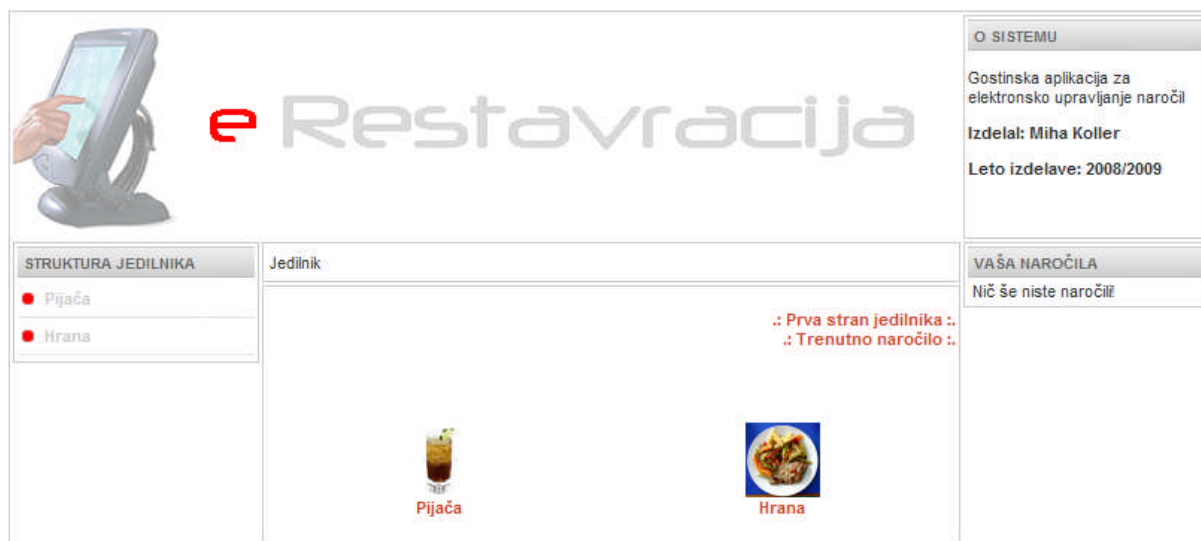 e Restavracija
O SISTEMU
Gostinska aplikacija za
elektronsko upravljanje naročil
Izdelal: Miha Koller
Leto izdelave: 2008/2009
STRUKTURA JEDILNIKA
Pijača
Hrana
Jedilnik
.: Prva stran jedilnika :.
.: Trenutno naročilo :.
Pijača
Hrana
VAŠA NAROČILA
Nič še niste naročili!